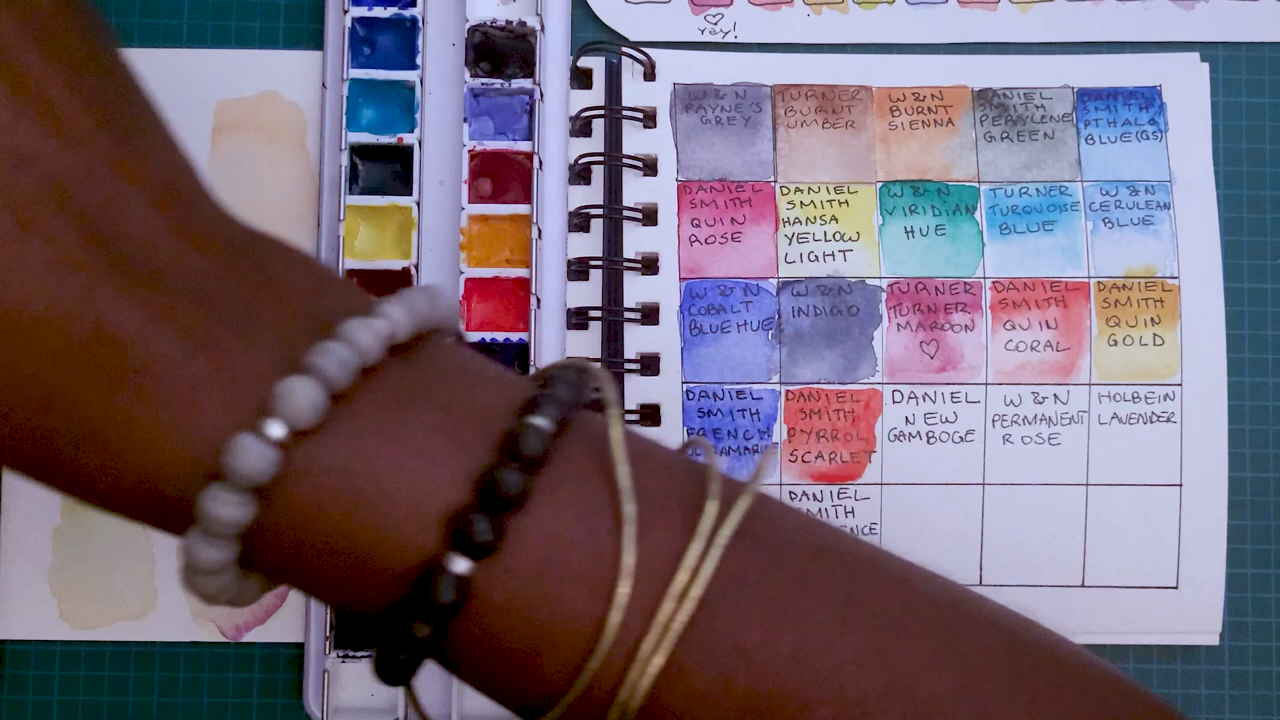 yay!
W & N
PAYNE'S
GREY
TURNER
BURNT
UMBER
W & N
BURNT
SIENNA
DANIEL
SMITH
PERYLENE
GREEN
DANIEL
SMITH
PTHALO
BLUE (GS)
DANIEL
SMITH
QUIN
ROSE
DANIEL
SMITH
HANSA
YELLOW
LIGHT
W & N
VIRIDIAN
HUE
TURNER
TURQUOISE
BLUE
W & N
CERULEAN
BLUE
W & N
COBALT
BLUE HUE
W & N
INDIGO
TURNER
TURNER
MAROON
DANIEL
SMITH
QUIN
CORAL
DANIEL
SMITH
QUIN
GOLD
DANIEL
SMITH
FRENCH
DANIEL
SMITH
PYRROL
SCARLET
DANIEL
NEW
GAMBOGE
W & N
PERMANENT
ROSE
HOLBEIN
LAVENDER
DANIEL
SMITH